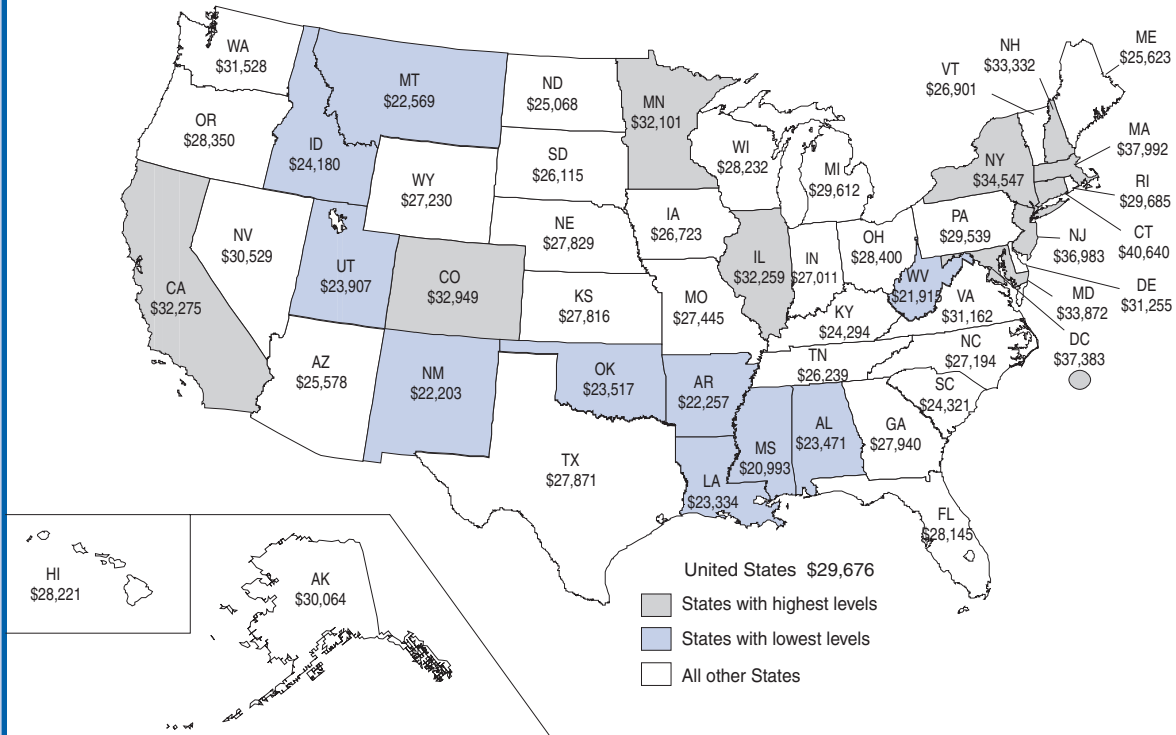 WA
$31,528
OR
$28,350
CA
$32,275
NV
$30,529
ID
$24,180
MT
$22,569
WY
$27,230
UT
$23,907
CO
$32,949
AZ
$25,578
NM
$22,203
ND
$25,068
SD
$26,115
NE
$27,829
KS
$27,816
OK
$23,517
TX
$27,871
MN
$32,101
IA
$26,723
MO
$27,445
AR
$22,257
LA
$23,334
WI
$28,232
IL
$32,259
MI
$29,612
IN
$27,011
OH
$28,400
KY
$24,294
TN
$26,239
MS
$20,993
AL
$23,471
GA
$27,940
FL
$28,145
SC
$24,321
NC
$27,194
VA
$31,162
WV
$21,915
PA
$29,539
NY
$34,547
VT
$26,901
NH
$33,332
ME
$25,623
MA
$37,992
RI
$29,685
CT
$40,640
NJ
$36,983
DE
$31,255
MD
$33,872
DC
$37,383
HI
$28,221
AK
$30,064
United States $29,676
States with highest levels
States with lowest levels
All other States